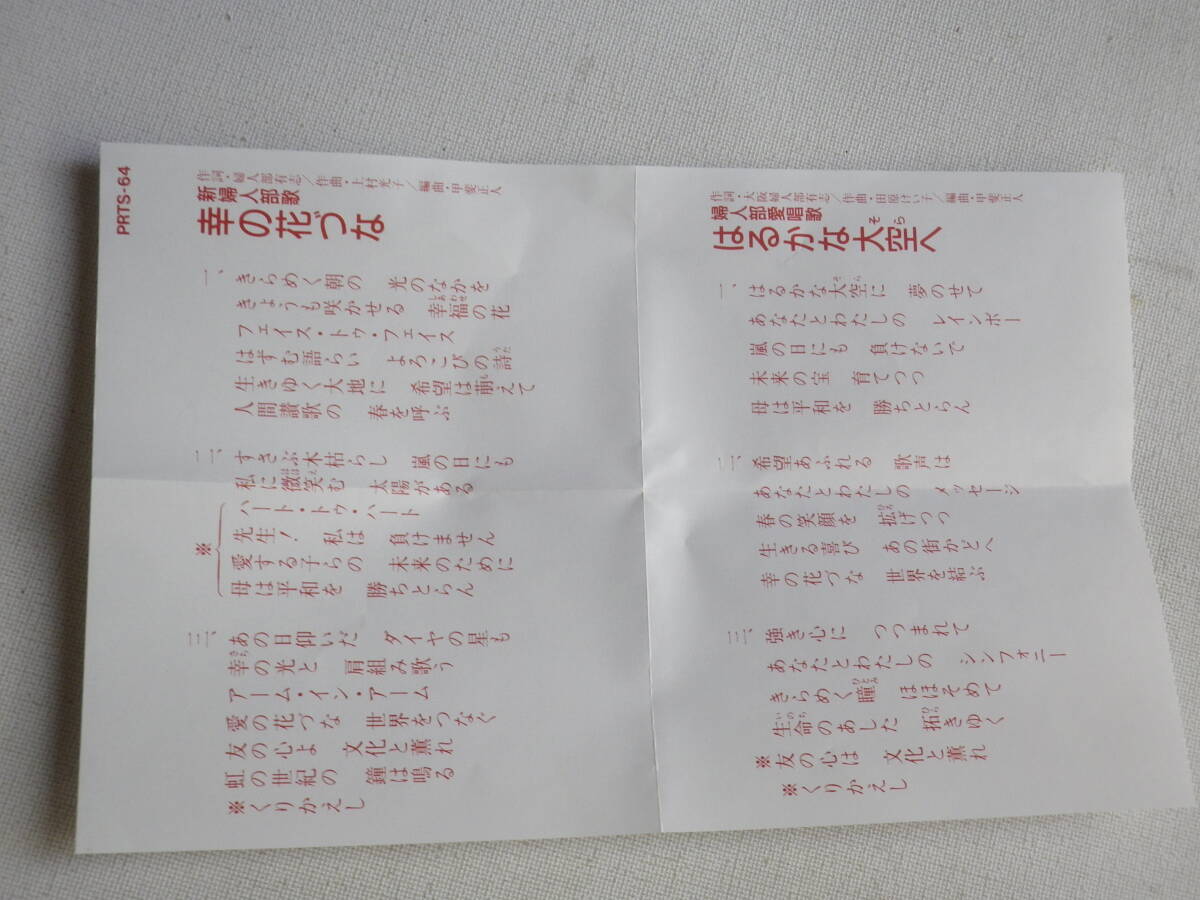 PRTS-64
新婦人部歌
幸の花づな
作詞・婦人部有志／作曲・上村光子／編曲・甲斐正人
一、きらめく朝の　光のなかを
きょうも咲かせる　幸福の花
フェイス・トゥ・フェイス
はずむ語らい　よろこびの詩
生きゆく大地に　希望は萠えて
人間讃歌の　春を呼ぶ
二、すさぶ木枯らし　嵐の日にも
私に微笑む　太陽がある
※ハート・トゥ・ハート
先生！　私は　負けません
愛する子らの　未来のために
母は平和を　勝ちとらん
三、あの日仰いだ　ダイヤの星も
幸の光と　肩組み歌う
アーム・イン・アーム
愛の花づな　世界をつなぐ
友の心よ　文化と薫れ
虹の世紀の　鐘は鳴る
※くりかえし
婦人部愛唱歌
はるかな大空へ
作詞・大阪婦人部有志／作曲・田原けい子／編曲・甲斐正人
一、はるかな大空に　夢のせて
あなたとわたしの　レインボー
嵐の日にも　負けないで
未来の宝　育てつつ
母は平和を　勝ちとらん
二、希望あふれる　歌声は
あなたとわたしの　メッセージ
春の笑顔を　拡げつつ
生きる喜び　あの街かどへ
幸の花づな　世界を結ぶ
三、強き心に　つつまれて
あなたとわたしの　シンフォニー
きらめく瞳　ほほそめて
生命のあした　拓きゆく
※友の心は　文化と薫れ
※くりかえし